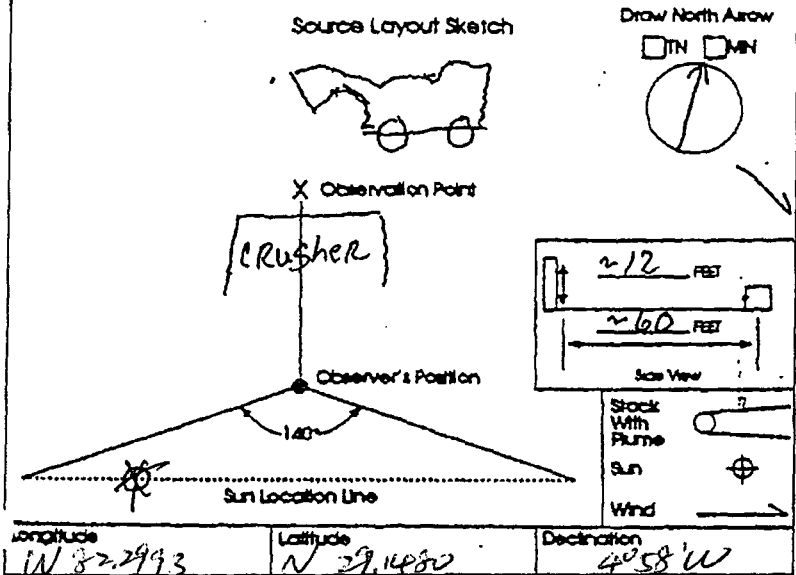 Source Layout Sketch
Draw North Arrow
TN MN
X Observation Point
CRUSHER
~12 FEET
~60 FEET
Side View
Observer's Position
140°
Sun Location Line
Stack
With
Plume
Sun
Wind
Longitude Latitude Declination
W 82.2993 N 29.1480 4°58'W